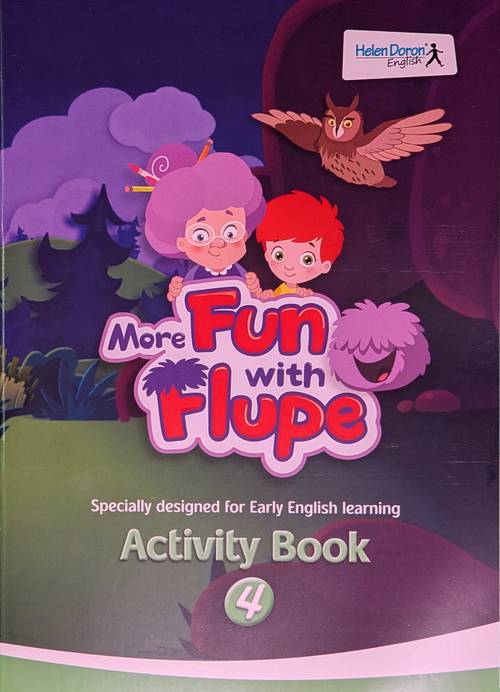 Helen Doron®
English
More Fun
with
Flupe
Specially designed for Early English learning
Activity Book
4